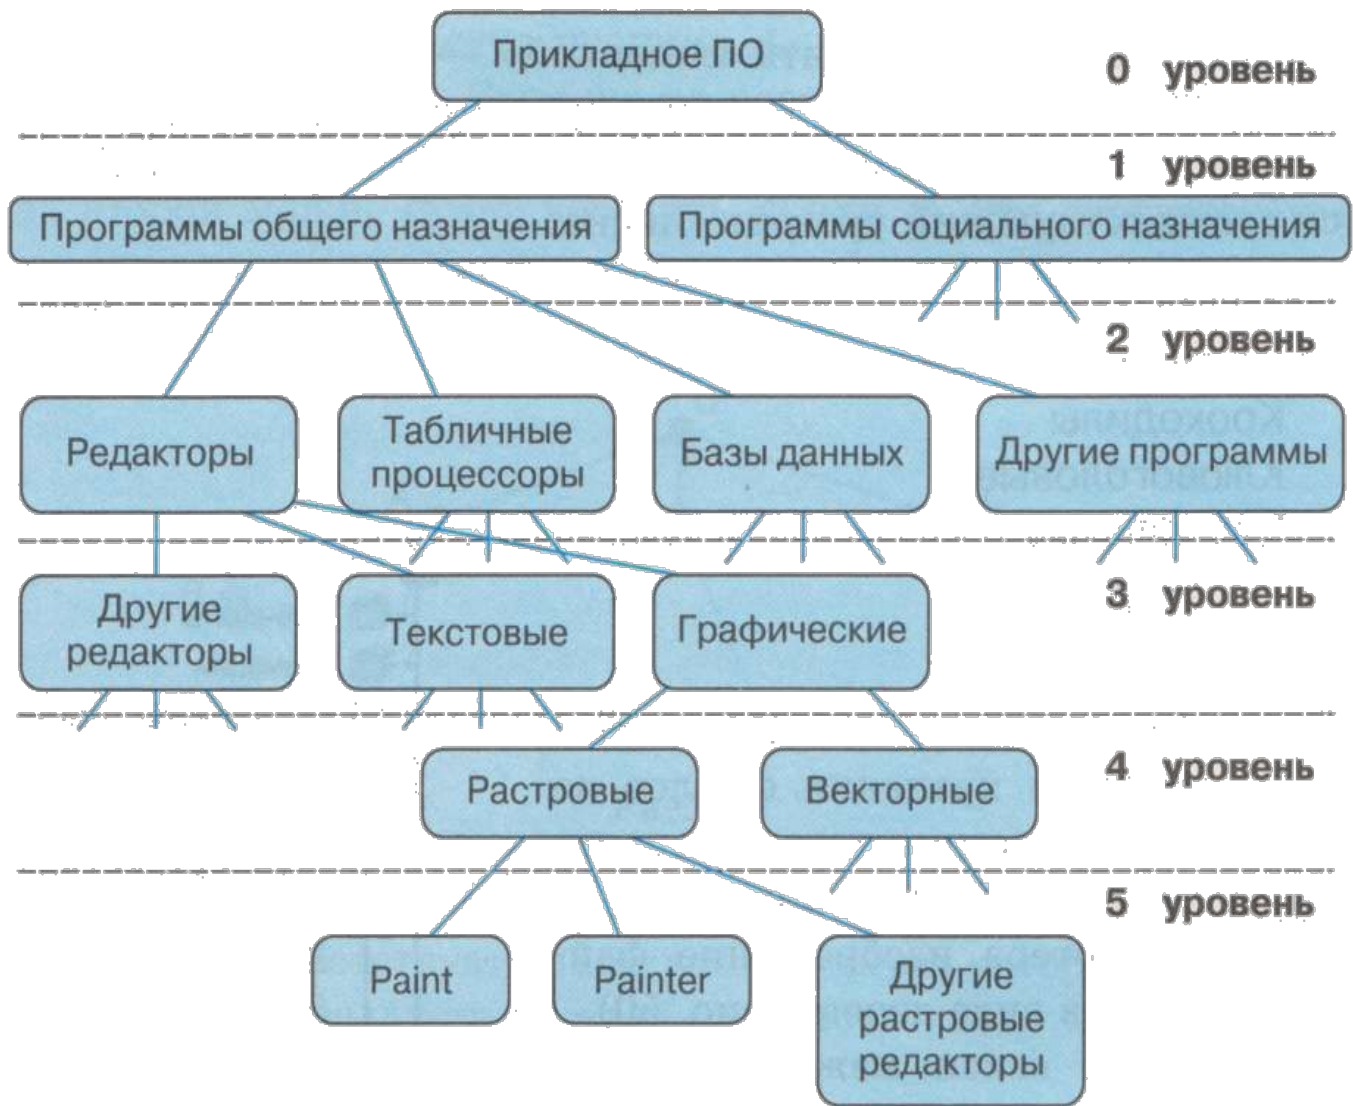 Прикладное ПО
0 уровень
1 уровень
Программы общего назначения
Программы социального назначения
2 уровень
Редакторы
Табличные
процессоры
Базы данных
Другие программы
3 уровень
Другие
редакторы
Текстовые
Графические
4 уровень
Растровые
Векторные
5 уровень
Paint
Painter
Другие
растровые
редакторы